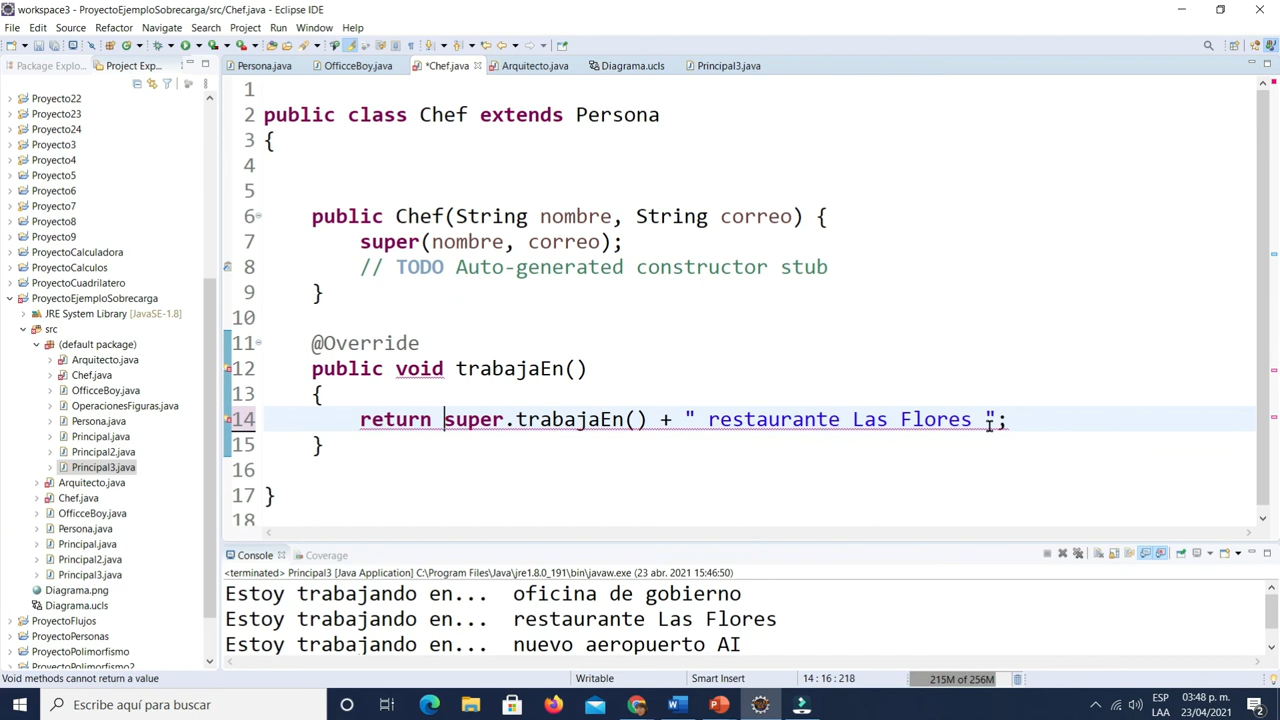 workspace3 - ProyectoEjemploSobrecarga/src/Chef.java - Eclipse IDE
File Edit Source Refactor Navigate Search Project Run Window Help
Package Explo... Project Exp...
Persona.java OfficceBoy.java *Chef.java Arquitecto.java Diagrama.ucls Principal3.java
Proyecto22
Proyecto23
Proyecto24
Proyecto3
Proyecto4
Proyecto5
Proyecto6
Proyecto7
Proyecto8
Proyecto9
ProyectoCalculadora
ProyectoCalculos
ProyectoCuadrilatero
ProyectoEjemploSobrecarga
JRE System Library [JavaSE-1.8]
src
(default package)
Arquitecto.java
Chef.java
OfficceBoy.java
OperacionesFiguras.java
Persona.java
Principal.java
Principal2.java
Principal3.java
Arquitecto.java
Chef.java
OfficceBoy.java
Persona.java
Principal.java
Principal2.java
Principal3.java
Diagrama.png
Diagrama.ucls
ProyectoFlujos
ProyectoPersonas
ProyectoPolimorfismo
ProyectoPolimorfismo2
1
2 public class Chef extends Persona
3 {
4
5
6 public Chef(String nombre, String correo) {
7 super(nombre, correo);
8 // TODO Auto-generated constructor stub
9 }
10
11 @Override
12 public void trabajaEn()
13 {
14 return super.trabajaEn() + " restaurante Las Flores ";
15 }
16
17 }
18
Console Coverage
<terminated> Principal3 [Java Application] C:\Program Files\Java\jre1.8.0_191\bin\javaw.exe (23 abr. 2021 15:46:50)
Estoy trabajando en... oficina de gobierno
Estoy trabajando en... restaurante Las Flores
Estoy trabajando en... nuevo aeropuerto AI
Void methods cannot return a value Writable Smart Insert 14 : 16 : 218 215M of 256M
Escribe aquí para buscar
ESP 03:48 p. m.
LAA 23/04/2021
2